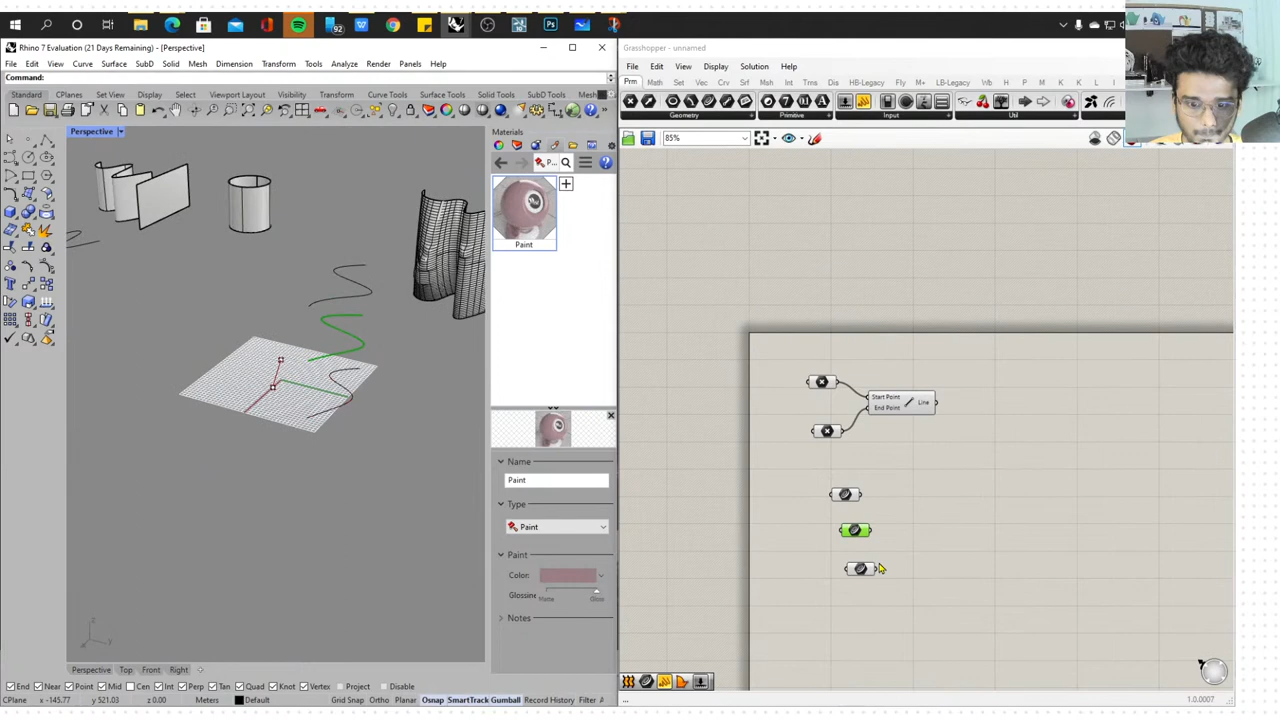 92
Rhino 7 Evaluation (21 Days Remaining) - [Perspective]
File Edit View Curve Surface SubD Solid Mesh Dimension Transform Tools Analyze Render Panels Help
Command:
Standard CPlanes Set View Display Select Viewport Layout Visibility Transform Curve Tools Surface Tools Solid Tools SubD Tools Mesh
Perspective
Materials
P...
Paint
Name
Paint
Type
Paint
Paint
Color:
Glossine
Matte Gloss
Notes
Perspective Top Front Right
End Near Point Mid Cen Int Perp Tan Quad Knot Vertex Project Disable
CPlane x -145.77 y 521.03 z 0.00 Meters Default Grid Snap Ortho Planar Osnap SmartTrack Gumball Record History Filter
Grasshopper - unnamed
File Edit View Display Solution Help
Prm Math Set Vec Crv Srf Msh Int Trns Dis HB-Legacy Fly M+ LB-Legacy Wb H P M K L
Geometry Primitive Input Util
85%
Start Point
End Point
Line
...
1.0.0007